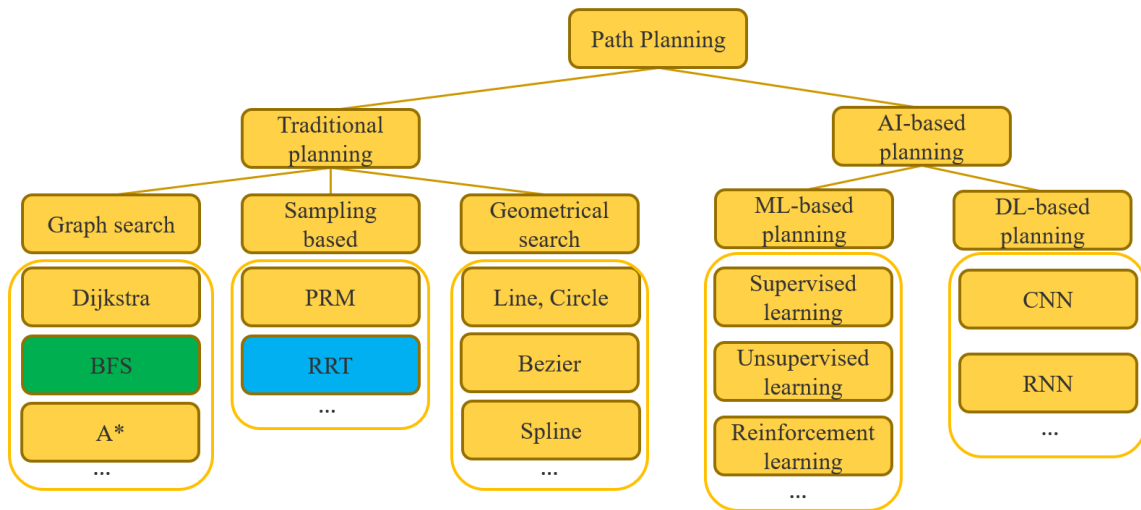 Path Planning
Traditional
planning
AI-based
planning
Graph search
Sampling
based
Geometrical
search
ML-based
planning
DL-based
planning
Dijkstra
BFS
A*
...
PRM
RRT
...
Line, Circle
Bezier
Spline
...
Supervised
learning
Unsupervised
learning
Reinforcement
learning
...
CNN
RNN
...